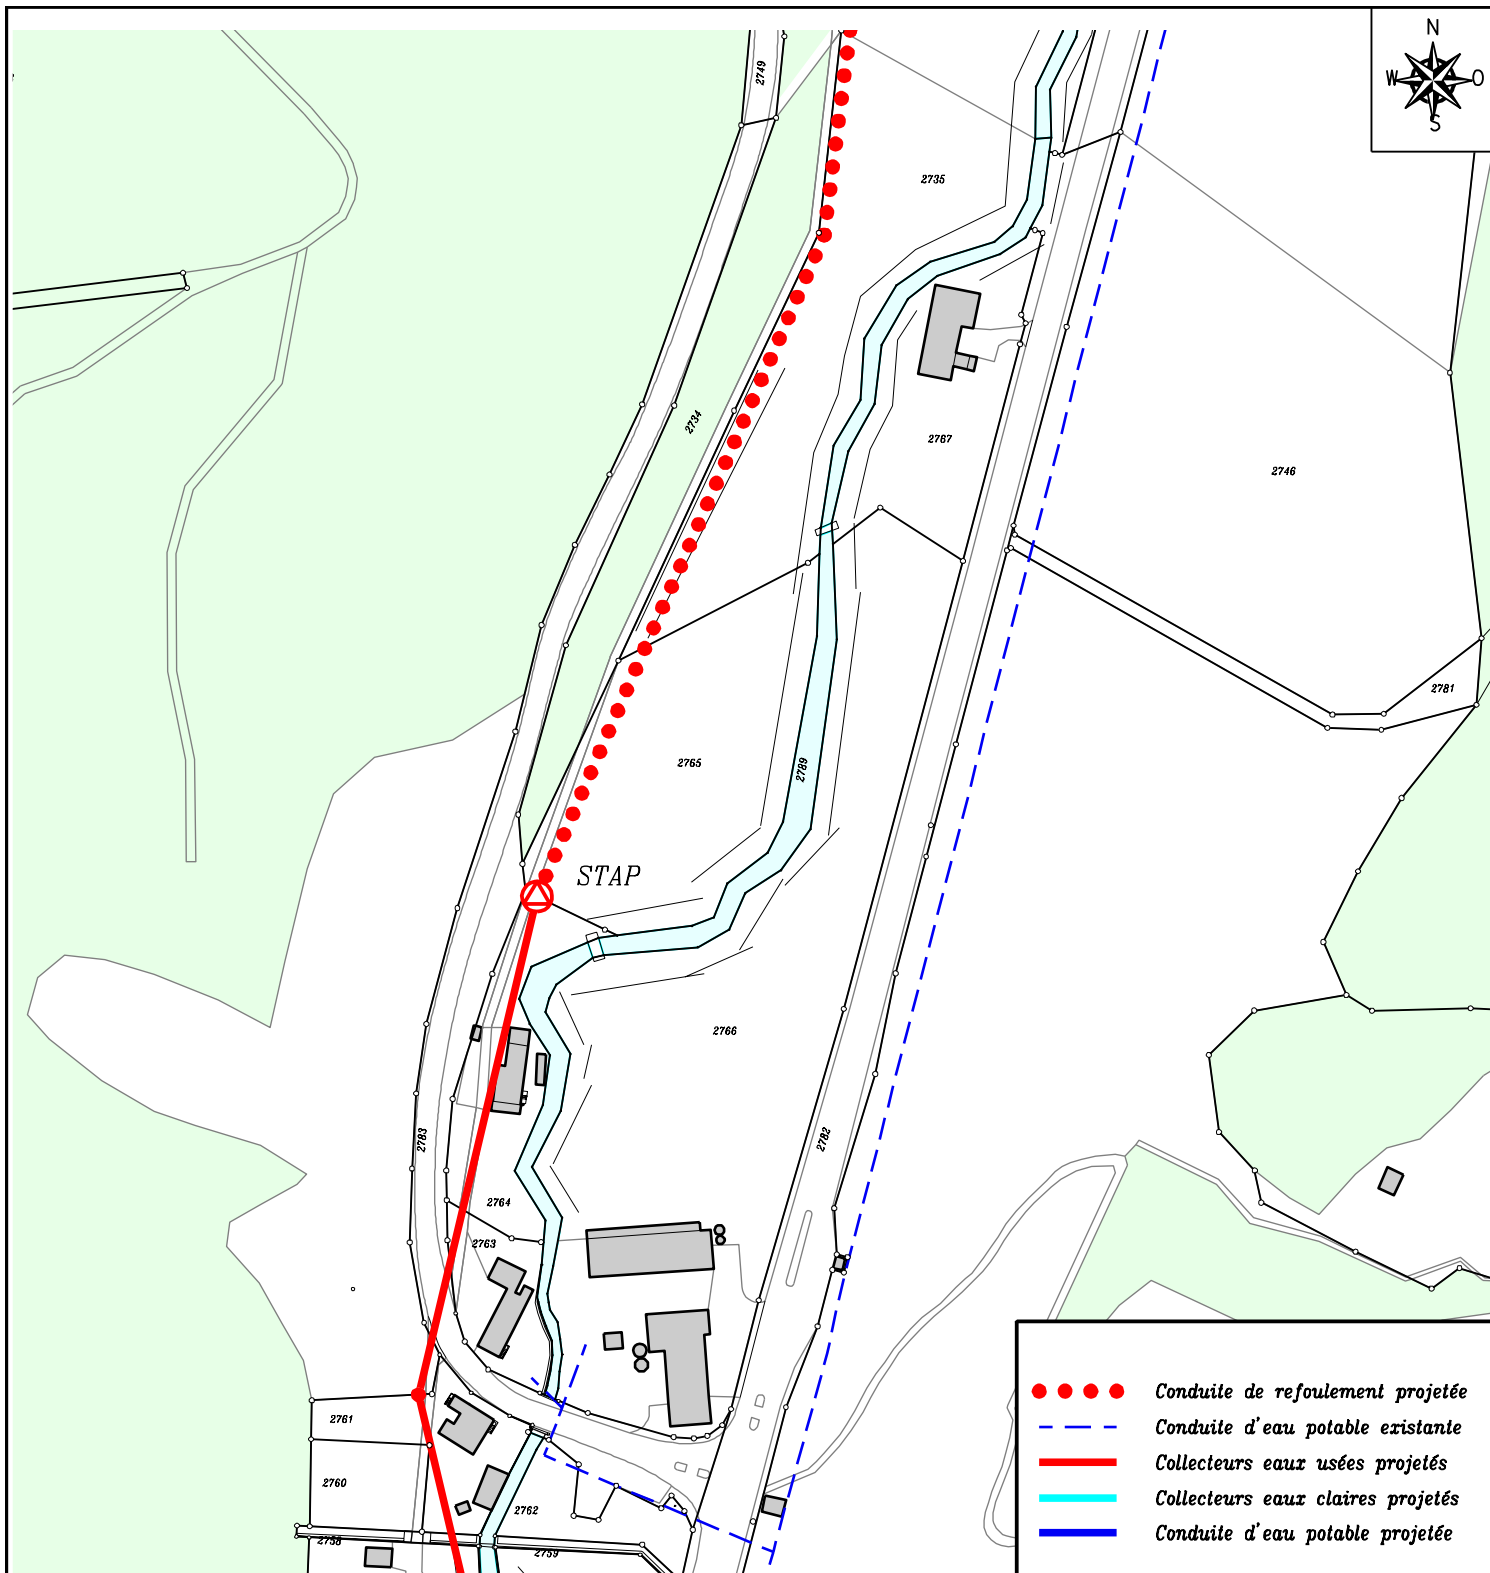 N
W O
S
2749
2735
2734
2767
2746
2781
2765
2789
STAP
2766
2783
2782
2764
2763
2761
2760
2762
2758
2759
Conduite de refoulement projetée
Conduite d'eau potable existante
Collecteurs eaux usées projetés
Collecteurs eaux claires projetés
Conduite d'eau potable projetée